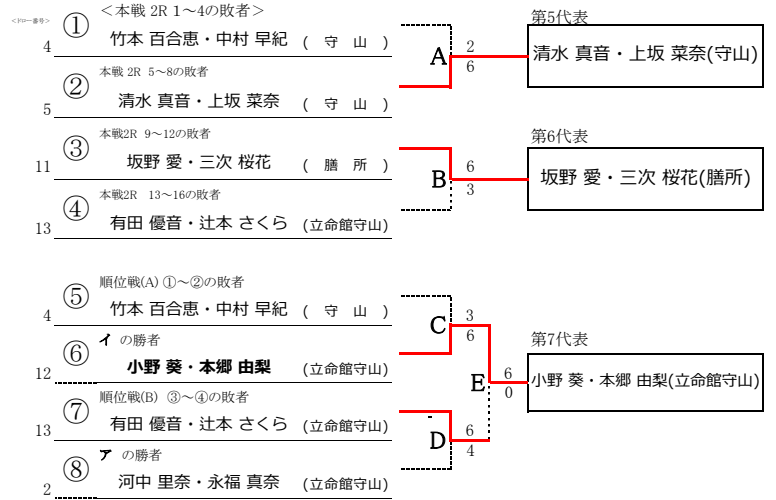 ＜本戦 2R 1～4の敗者＞
＜ドロー番号＞
4 ① 竹本 百合恵・中村 早紀 ( 守 山 )
本戦 2R 5～8の敗者
5 ② 清水 真音・上坂 菜奈 ( 守 山 )
A 2
6
第5代表
清水 真音・上坂 菜奈(守山)
本戦2R 9～12の敗者
11 ③ 坂野 愛・三次 桜花 ( 膳 所 )
本戦2R 13～16の敗者
13 ④ 有田 優音・辻本 さくら (立命館守山)
B 6
3
第6代表
坂野 愛・三次 桜花(膳所)
順位戦(A) ①～②の敗者
4 ⑤ 竹本 百合恵・中村 早紀 ( 守 山 )
イ の勝者
12 ⑥ 小野 葵・本郷 由梨 (立命館守山)
C 3
6
順位戦(B) ③～④の敗者
13 ⑦ 有田 優音・辻本 さくら (立命館守山)
ア の勝者
2 ⑧ 河中 里奈・永福 真奈 (立命館守山)
D 6
4
E 6
0
第7代表
小野 葵・本郷 由梨(立命館守山)